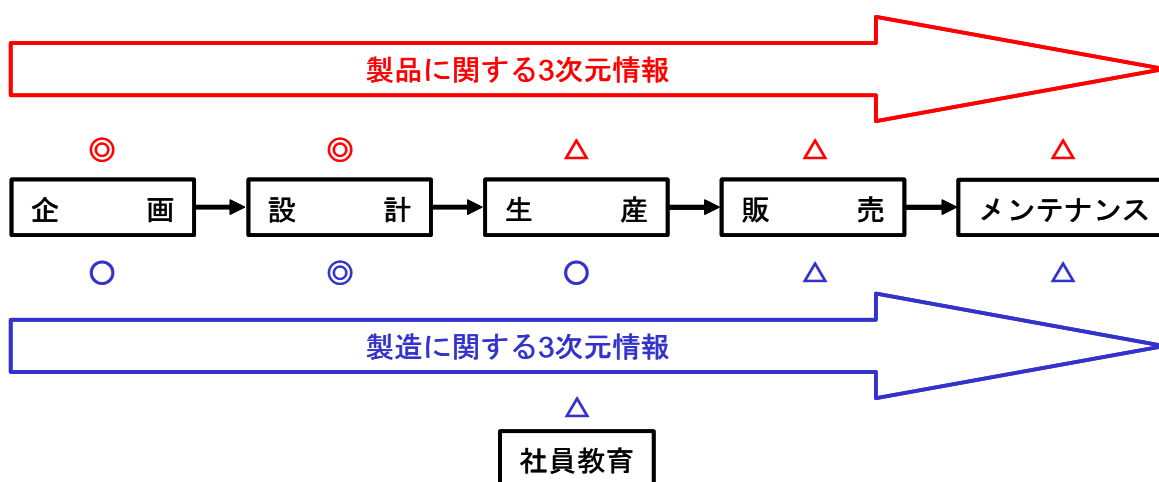 製品に関する3次元情報
◎ ◎ △ △ △
企画 設計 生産 販売 メンテナンス
○ ◎ ○ △ △
製造に関する3次元情報
△
社員教育